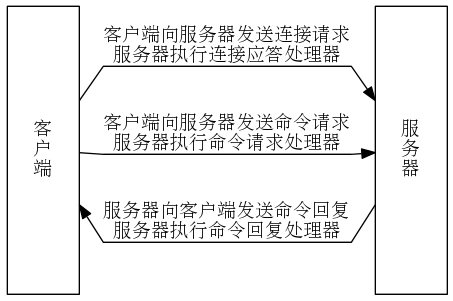 客户端向服务器发送连接请求
服务器执行连接应答处理器
客户端
客户端向服务器发送命令请求
服务器执行命令请求处理器
服务器
服务器向客户端发送命令回复
服务器执行命令回复处理器